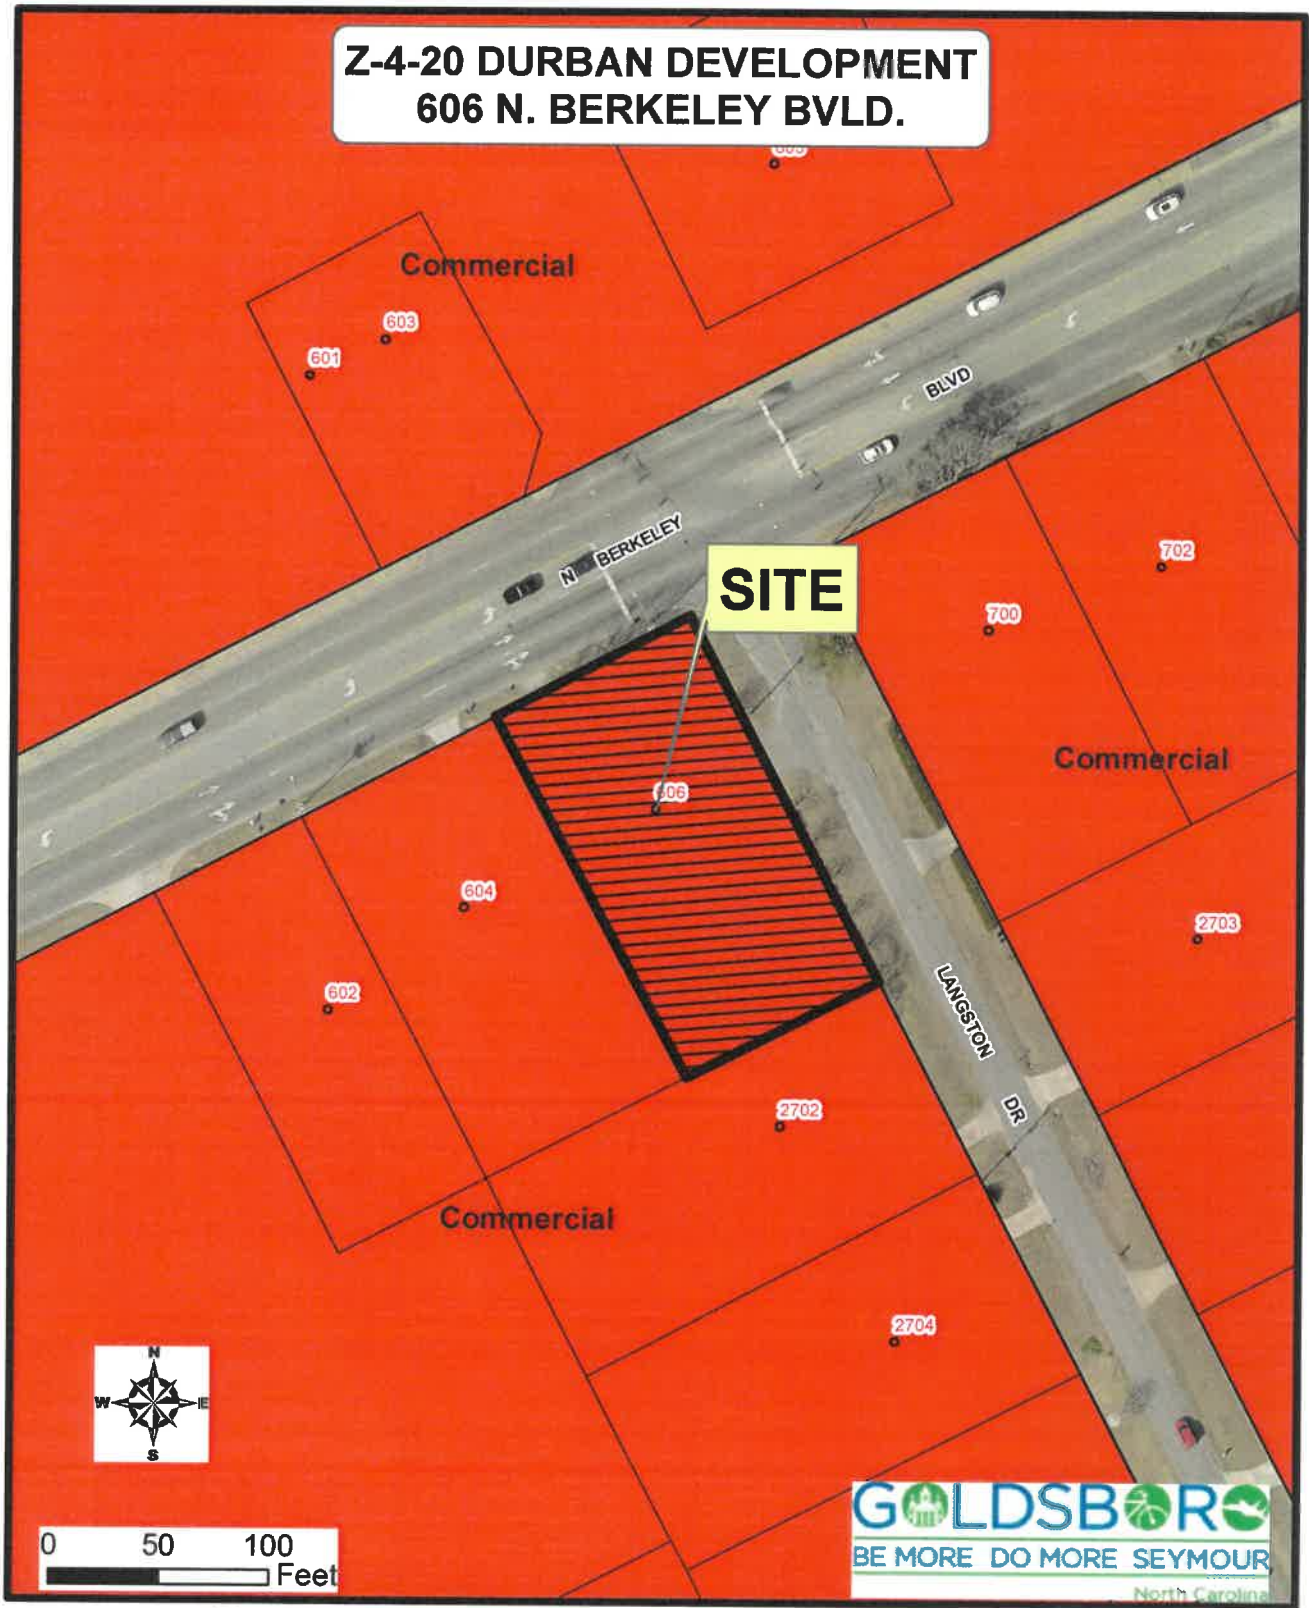 Z-4-20 DURBAN DEVELOPMENT
606 N. BERKELEY BVLD.
Commercial
603
601
BLVD
N BERKELEY
SITE
702
700
Commercial
606
604
2703
602
LANGSTON
DR
2702
Commercial
2704
N
W E
S
0 50 100
Feet
GOLDSBORO
BE MORE DO MORE SEYMOUR
North Carolina